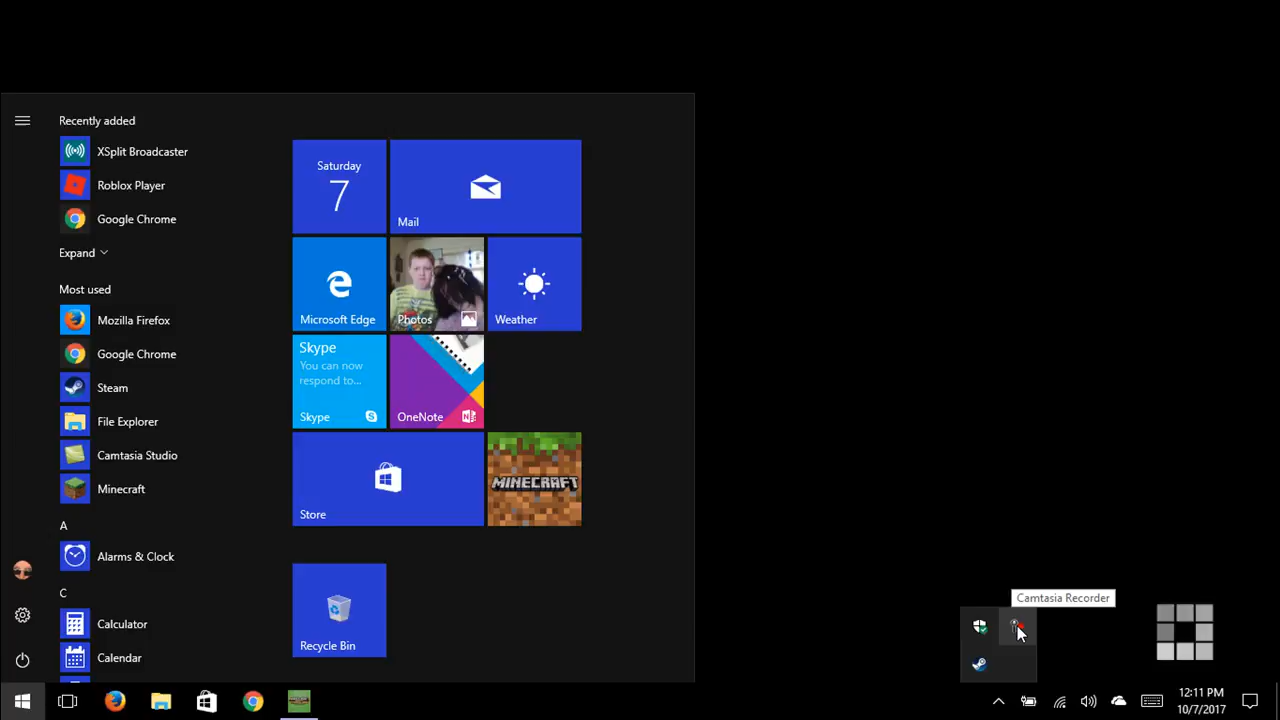 Recently added
XSplit Broadcaster
Roblox Player
Google Chrome
Expand
Most used
Mozilla Firefox
Google Chrome
Steam
File Explorer
Camtasia Studio
Minecraft
A
Alarms & Clock
C
Calculator
Calendar
Saturday
7
Mail
Microsoft Edge
Photos
Weather
Skype
You can now
respond to...
Skype
OneNote
N
Store
MINECRAFT
Recycle Bin
Camtasia Recorder
12:11 PM
10/7/2017